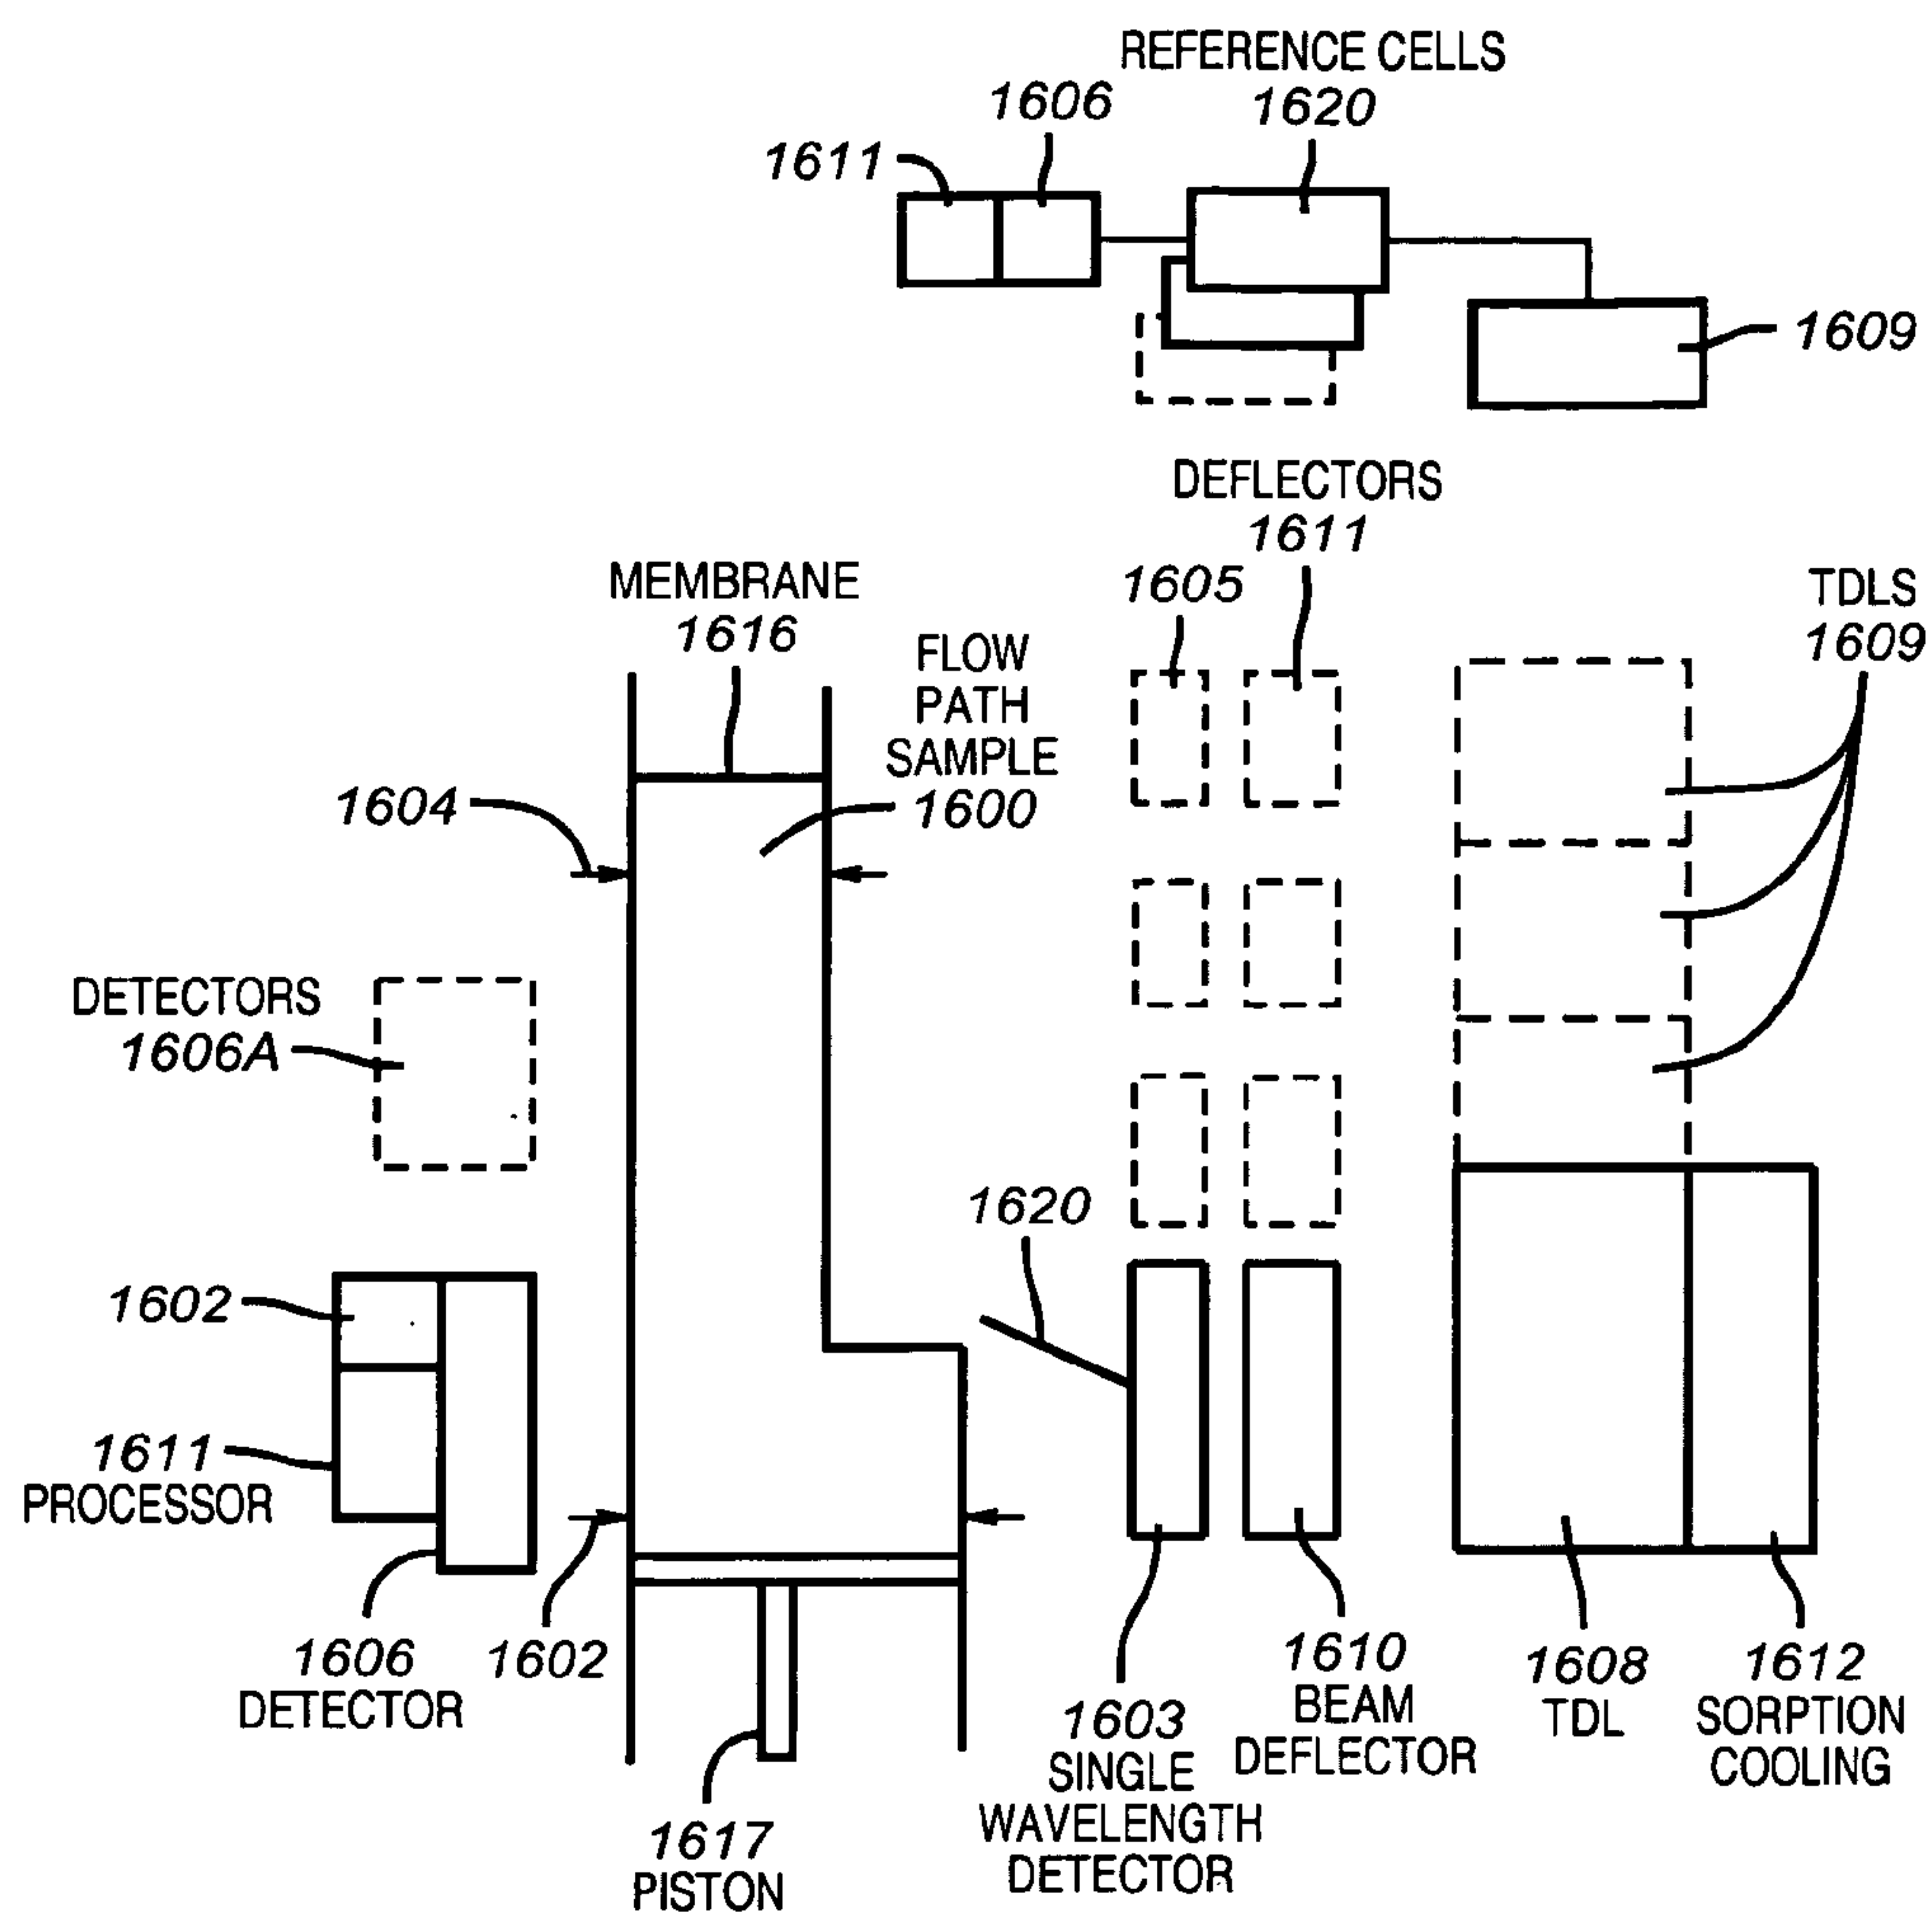 REFERENCE CELLS
1620
1606
1611
1609
DEFLECTORS
1611
1605
TDLS
1609
MEMBRANE
1616
FLOW
PATH
SAMPLE
1600
1604
DETECTORS
1606A
1620
1602
1611
PROCESSOR
1606
DETECTOR
1602
1617
PISTON
1603
SINGLE
WAVELENGTH
DETECTOR
1610
BEAM
DEFLECTOR
1608
TDL
1612
SORPTION
COOLING